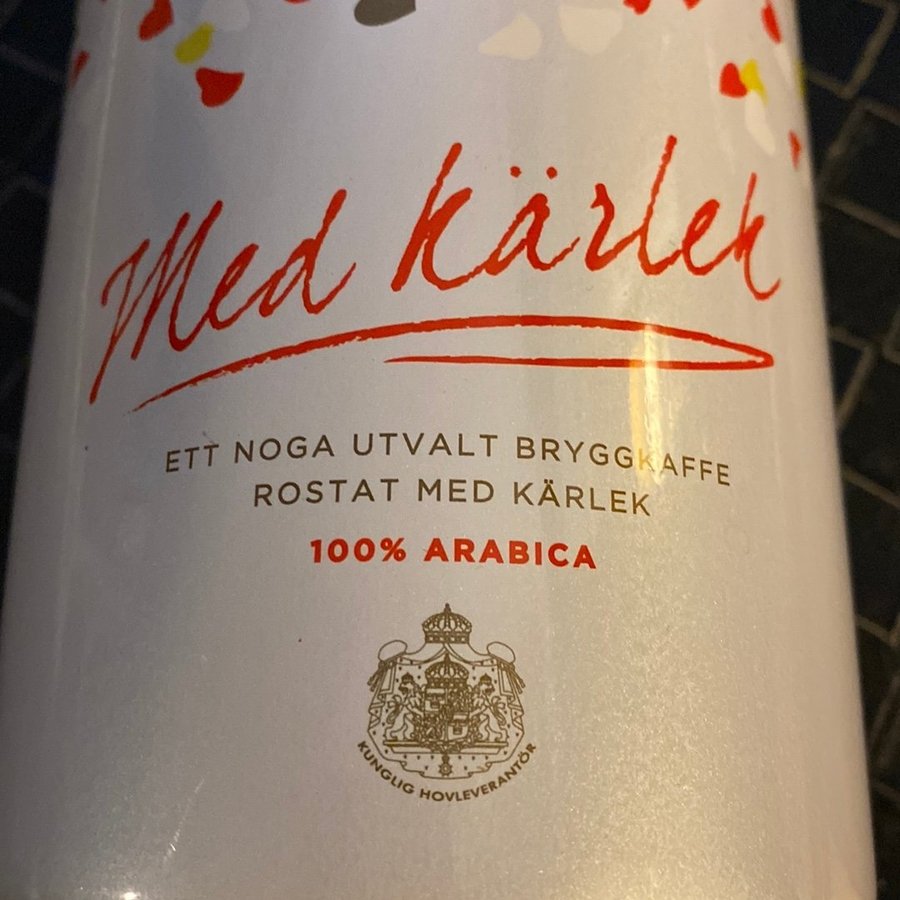 Med kärlek
ETT NOGA UTVALT BRYGGKAFFE
ROSTAT MED KÄRLEK
100% ARABICA
KUNGLIG HOVLEVERANTÖR